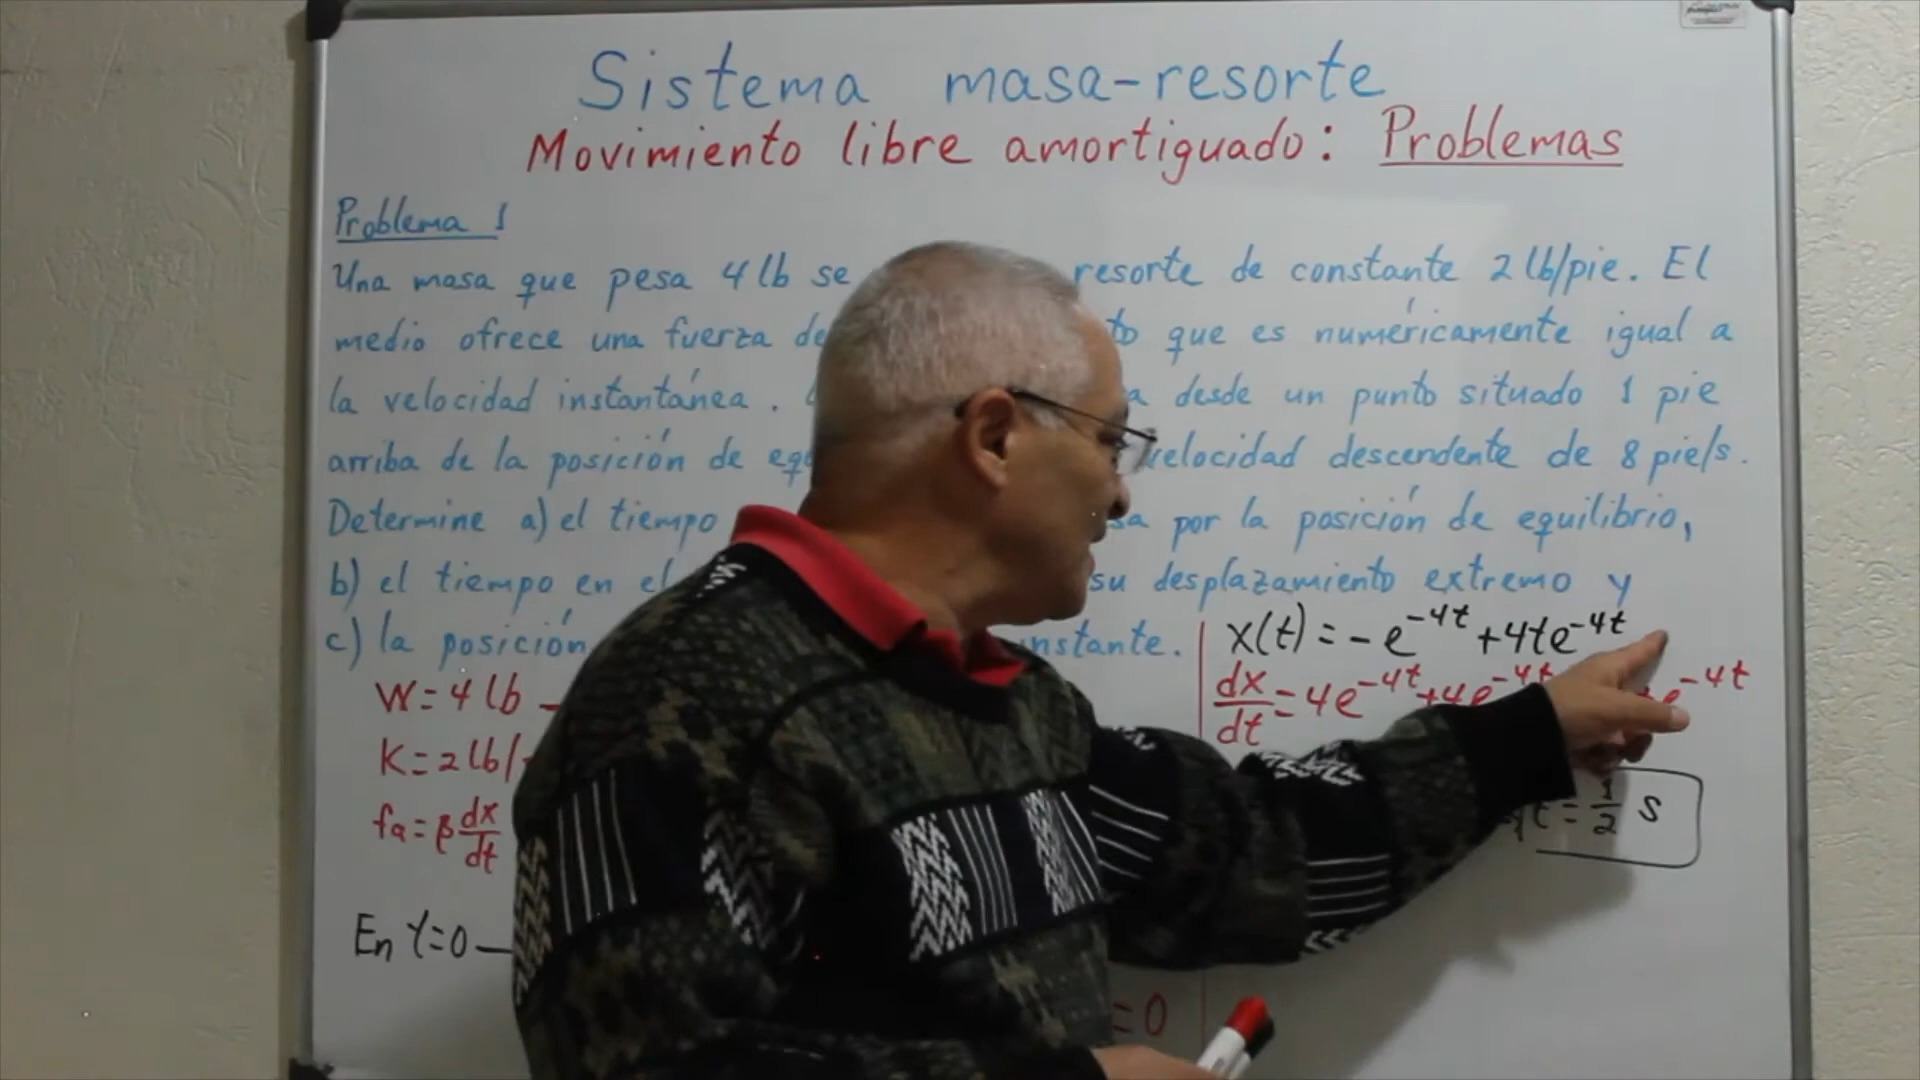 Sistema masa-resorte
Movimiento libre amortiguado: Problemas
Problema 1
Una masa que pesa 4 lb se resorte de constante 2 lb/pie. El
medio ofrece una fuerza de que es numéricamente igual a
la velocidad instantánea. desde un punto situado 1 pie
arriba de la posición de velocidad descendente de 8 pie/s.
Determine a) el tiempo por la posición de equilibrio,
b) el tiempo en el su desplazamiento extremo y
c) la posición instante.
x(t) = -e^-4t + 4te^-4t
W = 4 lb
dx/dt = 4e^-4t + 4e^-4t e^-4t
K = 2 lb/
fa = β dx/dt
t = 1/2 s
En t=0
= 0